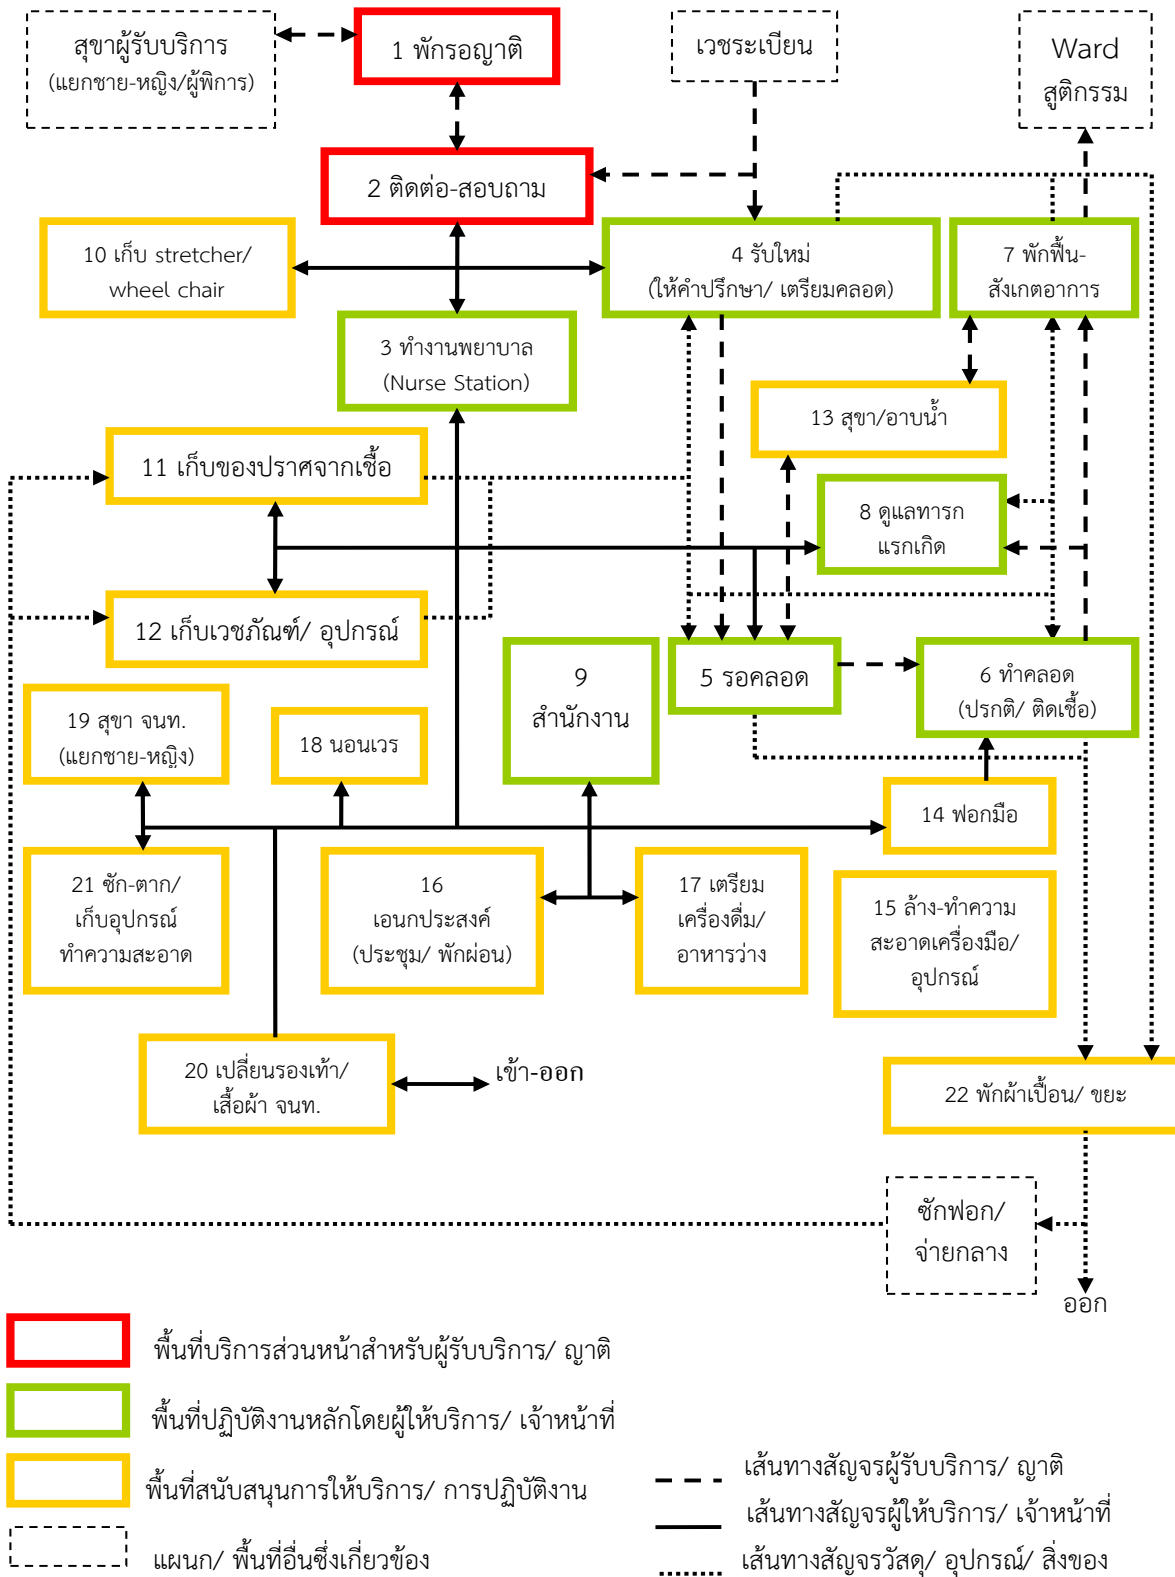 สุขาผู้รับบริการ
(แยกชาย-หญิง/ผู้พิการ)
1 พักรอญาติ
เวชระเบียน
Ward
สูติกรรม
2 ติดต่อ-สอบถาม
10 เก็บ stretcher/
wheel chair
4 รับใหม่
(ให้คำปรึกษา/ เตรียมคลอด)
7 พักฟื้น-
สังเกตอาการ
3 ทำงานพยาบาล
(Nurse Station)
13 สุขา/อาบน้ำ
11 เก็บของปราศจากเชื้อ
8 ดูแลทารก
แรกเกิด
12 เก็บเวชภัณฑ์/ อุปกรณ์
9
สำนักงาน
5 รอคลอด
6 ทำคลอด
(ปรกติ/ ติดเชื้อ)
19 สุขา จนท.
(แยกชาย-หญิง)
18 นอนเวร
14 ฟอกมือ
21 ซัก-ตาก/
เก็บอุปกรณ์
ทำความสะอาด
16
เอนกประสงค์
(ประชุม/ พักผ่อน)
17 เตรียม
เครื่องดื่ม/
อาหารว่าง
15 ล้าง-ทำความ
สะอาดเครื่องมือ/
อุปกรณ์
20 เปลี่ยนรองเท้า/
เสื้อผ้า จนท.
เข้า-ออก
22 พักผ้าเปื้อน/ ขยะ
ซักฟอก/
จ่ายกลาง
ออก
พื้นที่บริการส่วนหน้าสำหรับผู้รับบริการ/ ญาติ
พื้นที่ปฏิบัติงานหลักโดยผู้ให้บริการ/ เจ้าหน้าที่
พื้นที่สนับสนุนการให้บริการ/ การปฏิบัติงาน
แผนก/ พื้นที่อื่นซึ่งเกี่ยวข้อง
เส้นทางสัญจรผู้รับบริการ/ ญาติ
เส้นทางสัญจรผู้ให้บริการ/ เจ้าหน้าที่
เส้นทางสัญจรวัสดุ/ อุปกรณ์/ สิ่งของ